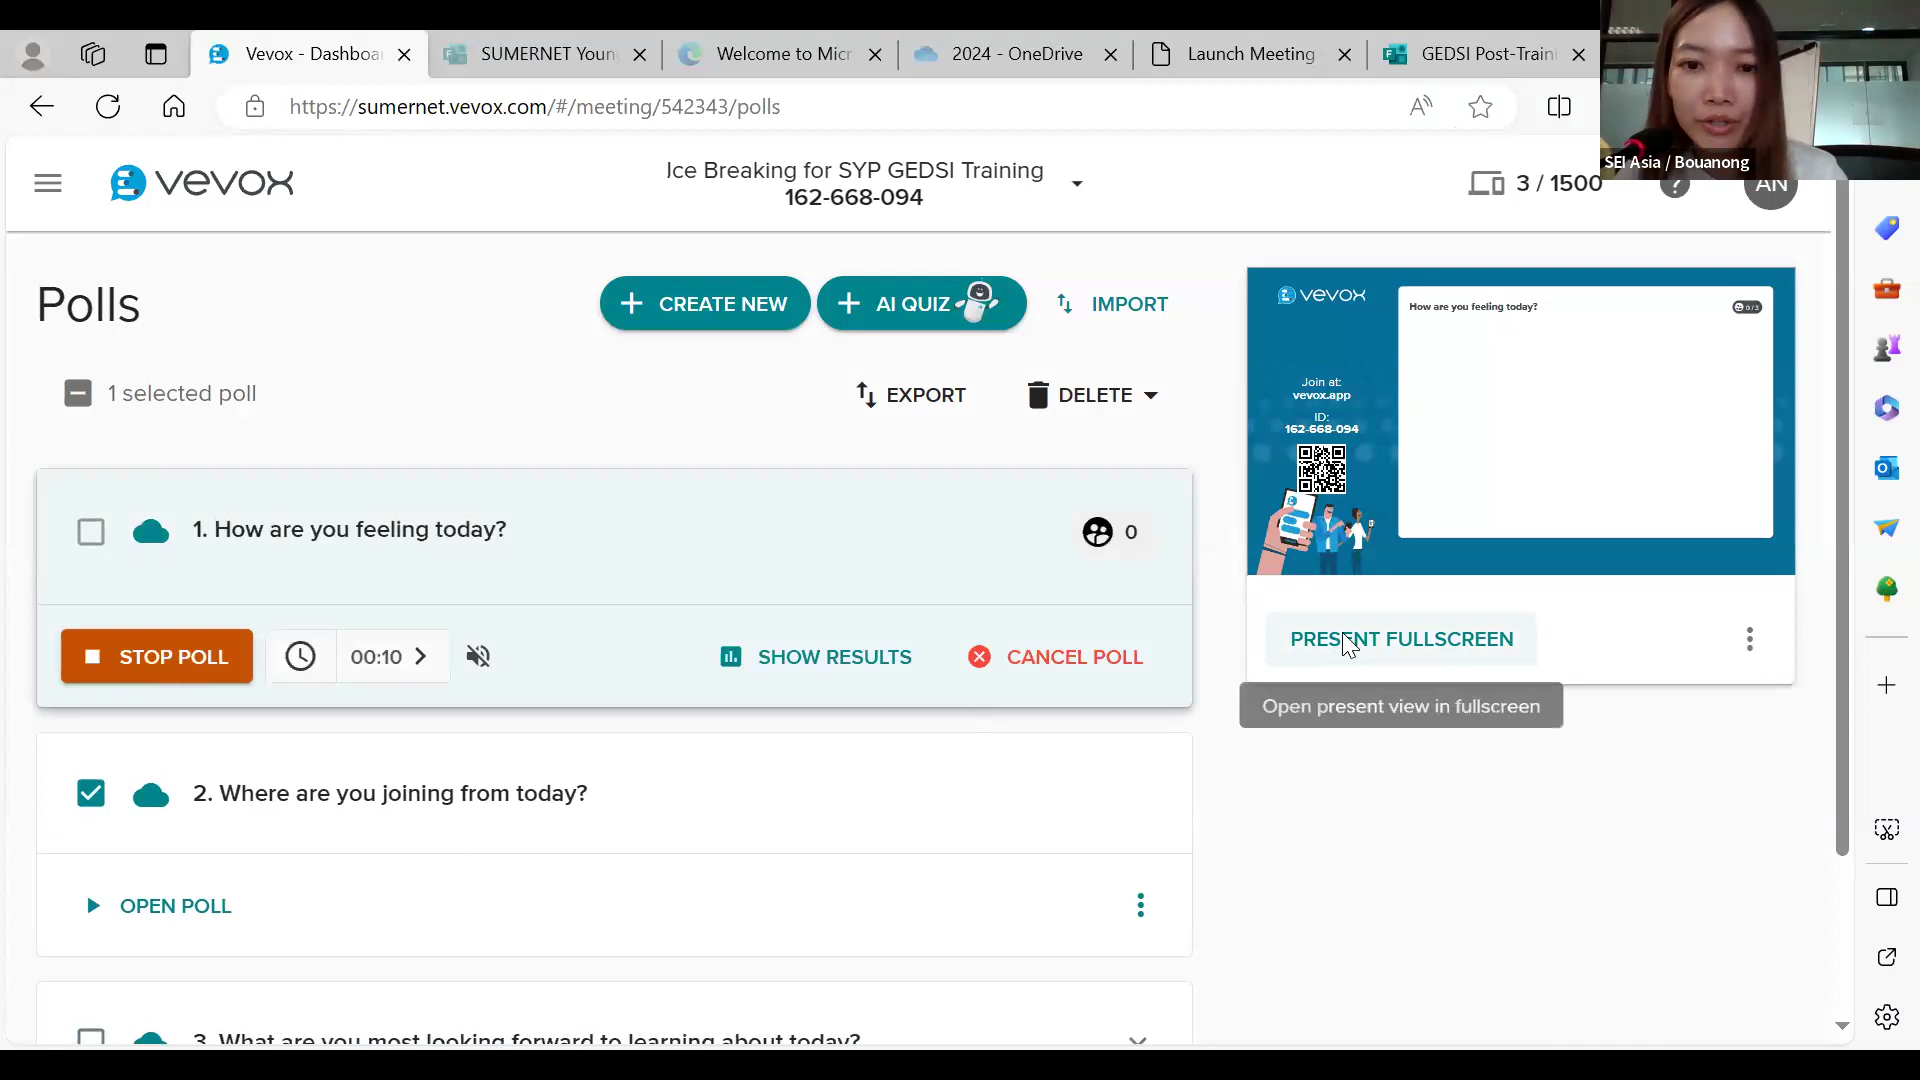 Vevox - Dashboa
SUMERNET Youn
Welcome to Micr
2024 - OneDrive
Launch Meeting
GEDSI Post-Traini
https://sumernet.vevox.com/#/meeting/542343/polls
SEI Asia / Bouanong
vevox
Ice Breaking for SYP GEDSI Training
162-668-094
3 / 1500
?
AN
Polls
CREATE NEW
AI QUIZ
IMPORT
1 selected poll
EXPORT
DELETE
1. How are you feeling today?
0
STOP POLL
00:10
SHOW RESULTS
CANCEL POLL
2. Where are you joining from today?
OPEN POLL
3. What are you most looking forward to learning about today?
vevox
How are you feeling today?
0/3
Join at:
vevox.app
ID:
162-668-094
PRESENT FULLSCREEN
Open present view in fullscreen